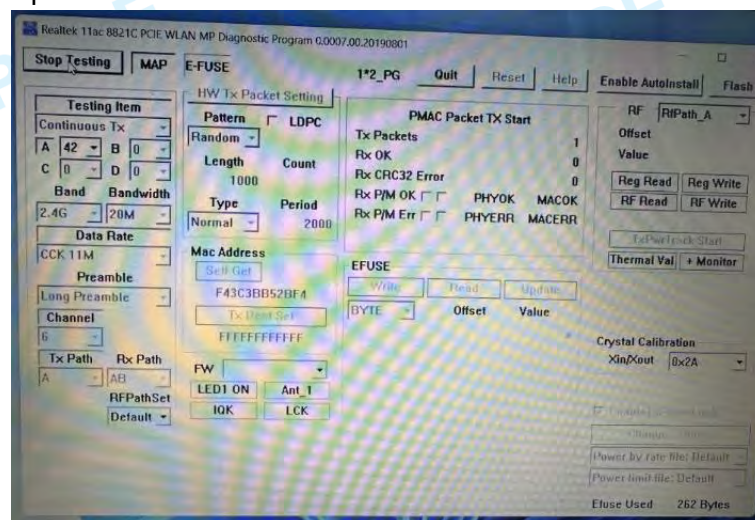 Realtek 11ac 8821C PCIE WLAN MP Diagnostic Program 0.0007.00.20190801
Stop Testing MAP E-FUSE 1*2_PG Quit Reset Help Enable AutoInstall Flash
Testing Item
Continuous Tx
A 42 B 0
C 0 D 0
Band Bandwidth
2.4G 20M
Data Rate
CCK 11M
Preamble
Long Preamble
Channel
6
Tx Path Rx Path
A AB
RFPathSet
Default
HW Tx Packet Setting
Pattern LDPC
Random
Length Count
1000
Type Period
Normal 2000
Mac Address
Self Get
F43C3BB52BF4
Tx Dest Set
FFFFFFFFFFFF
FW
LED1 ON Ant_1
IQK LCK
PMAC Packet TX Start
Tx Packets 1
Rx OK 0
Rx CRC32 Error 0
Rx P/M OK PHYOK MACOK
Rx P/M Err PHYERR MACERR
EFUSE
Write Read Update
BYTE Offset Value
RF RfPath_A
Offset
Value
Reg Read Reg Write
RF Read RF Write
TxPwrTrack Start
Thermal Val + Monitor
Crystal Calibration
Xin/Xout 0x2A
Power by rate file: Default
Power limit file: Default
Efuse Used 262 Bytes